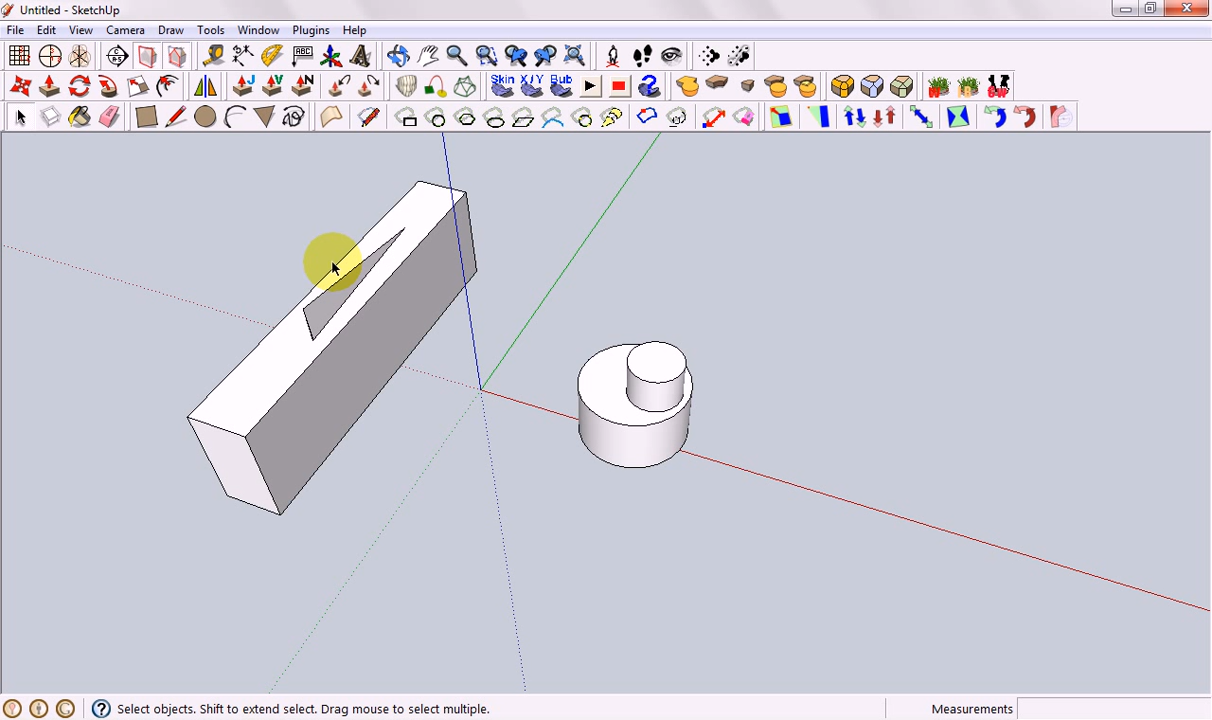 Untitled - SketchUp
File Edit View Camera Draw Tools Window Plugins Help
ABC
J V N Skin X/Y Bub
Select objects. Shift to extend select. Drag mouse to select multiple. Measurements